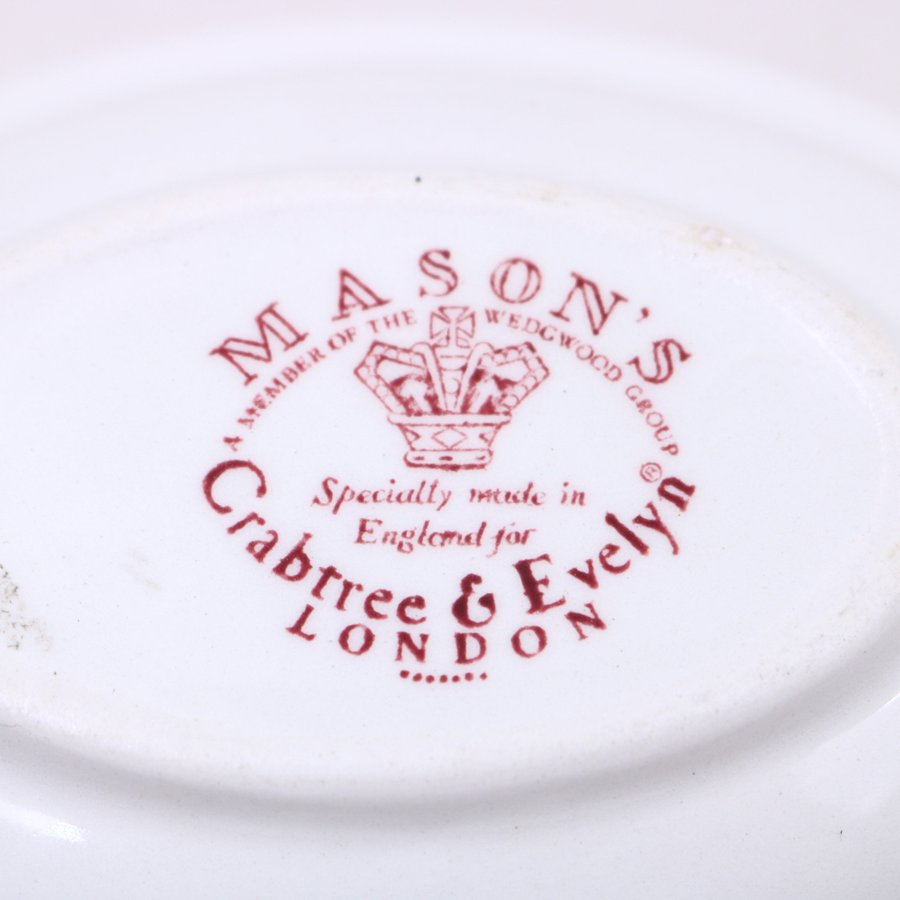 MASON'S
A MEMBER OF THE WEDGWOOD GROUP
Specially made in
England for
Crabtree & Evelyn®
LONDON